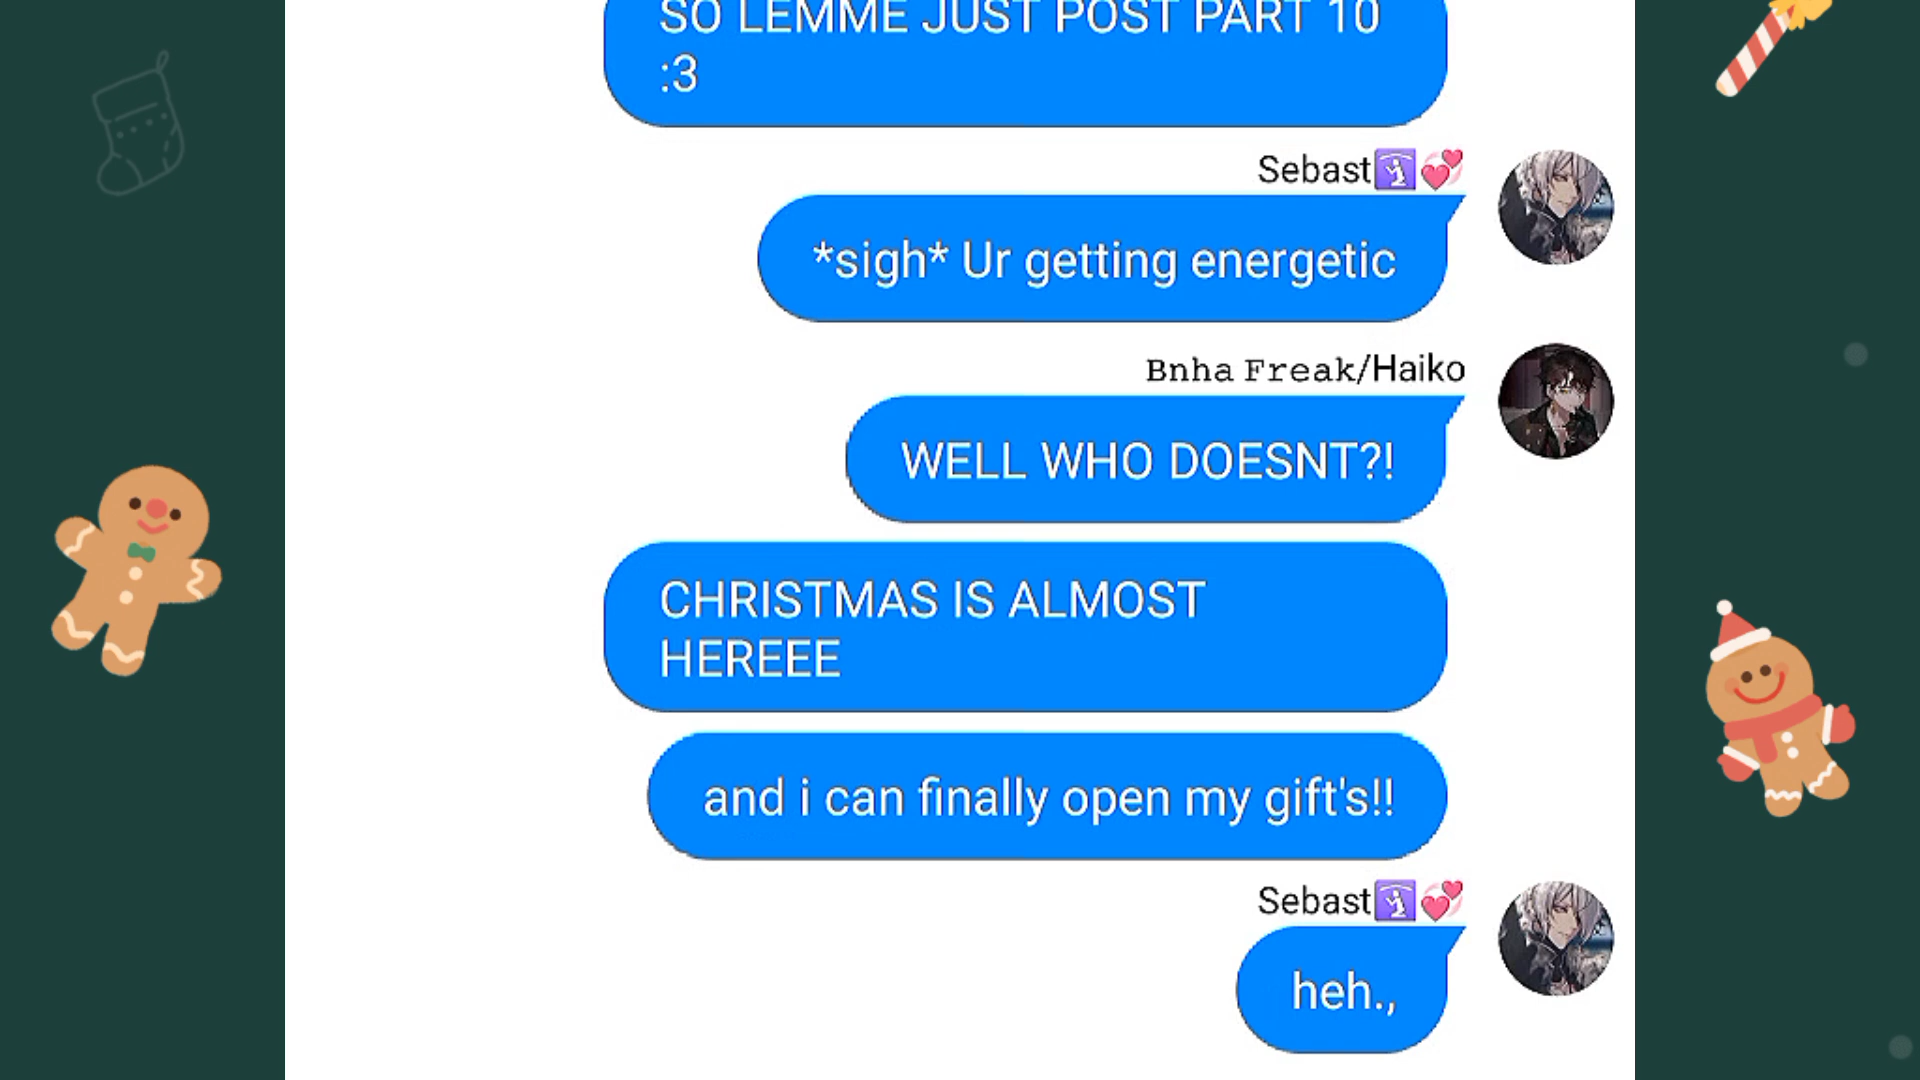 SO LEMME JUST POST PART 10
:3
Sebast🛐💞
*sigh* Ur getting energetic
𝙱𝚗𝚑𝚊 𝙵𝚛𝚎𝚊𝚔/Haiko
WELL WHO DOESNT?!
CHRISTMAS IS ALMOST
HEREEE
and i can finally open my gift's!!
Sebast🛐💞
heh.,